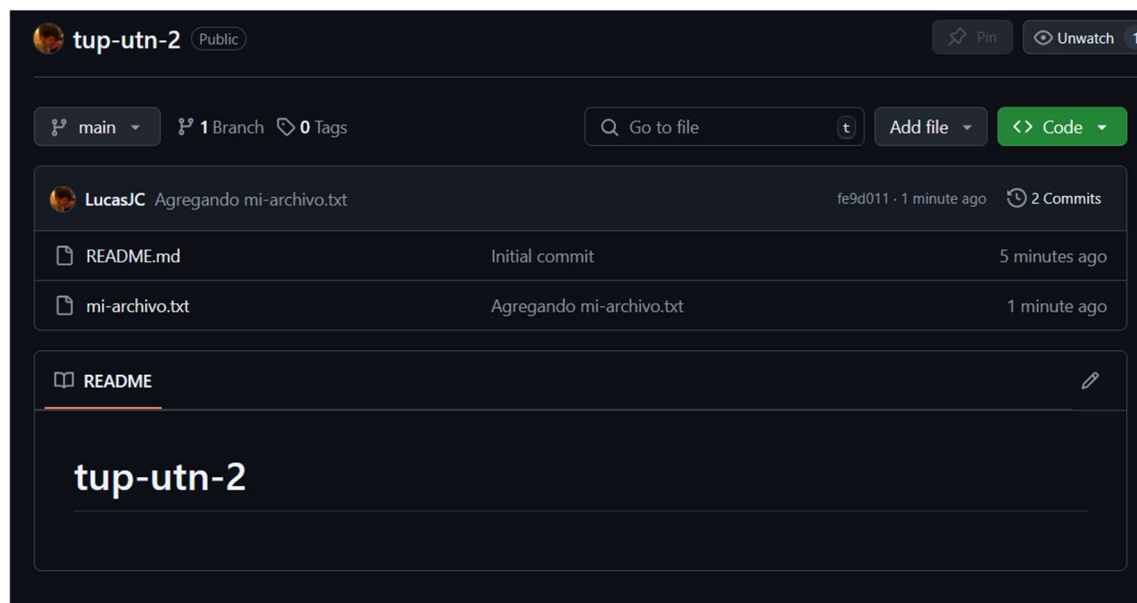 tup-utn-2 Public Pin Unwatch 1
main 1 Branch 0 Tags Go to file t Add file Code
LucasJC Agregando mi-archivo.txt fe9d011 · 1 minute ago 2 Commits
README.md Initial commit 5 minutes ago
mi-archivo.txt Agregando mi-archivo.txt 1 minute ago
README
tup-utn-2